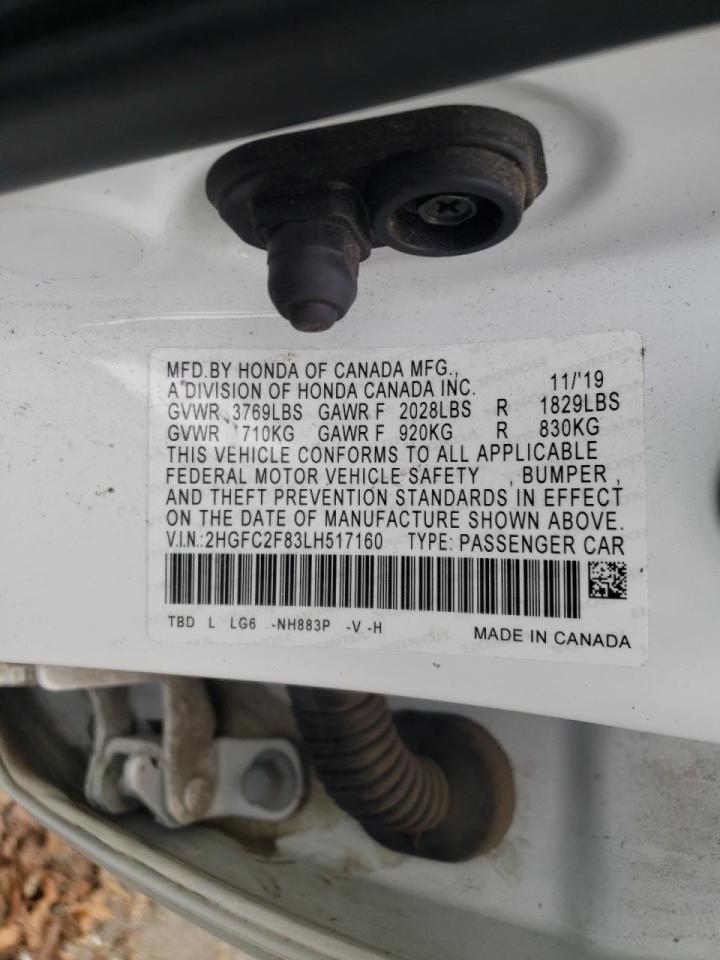 MFD.BY HONDA OF CANADA MFG.,
A DIVISION OF HONDA CANADA INC. 11/'19
GVWR 3769LBS GAWR F 2028LBS R 1829LBS
GVWR 1710KG GAWR F 920KG R 830KG
THIS VEHICLE CONFORMS TO ALL APPLICABLE
FEDERAL MOTOR VEHICLE SAFETY , BUMPER ,
AND THEFT PREVENTION STANDARDS IN EFFECT
ON THE DATE OF MANUFACTURE SHOWN ABOVE.
V.I.N.:2HGFC2F83LH517160 TYPE: PASSENGER CAR
TBD L LG6 -NH883P -V -H
MADE IN CANADA